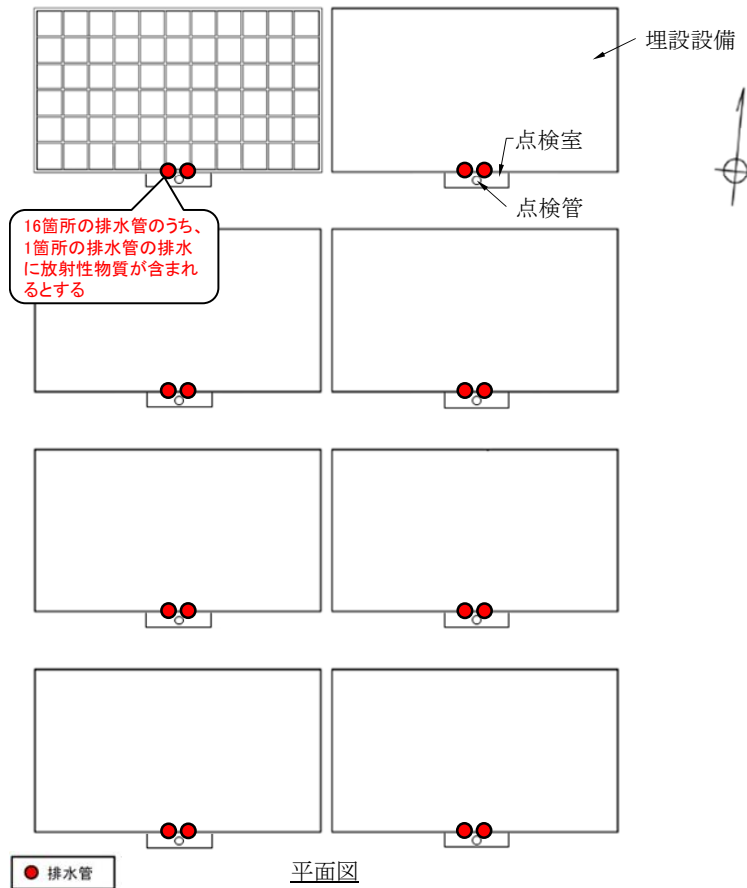 埋設設備
点検室
点検管
16箇所の排水管のうち、
1箇所の排水管の排水
に放射性物質が含まれ
るとする
排水管
平面図